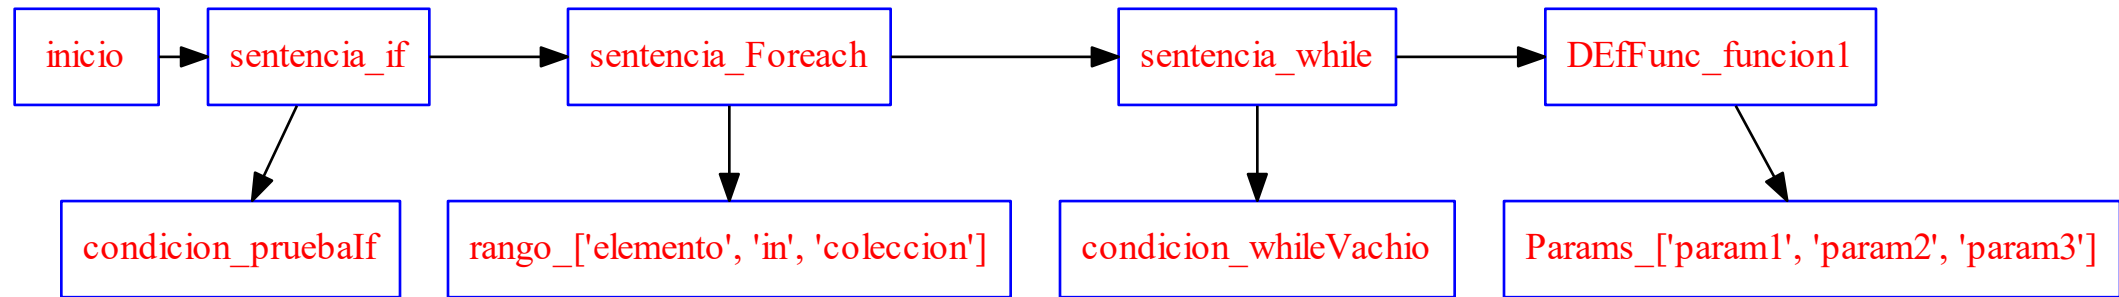 inicio
sentencia_if
sentencia_Foreach
sentencia_while
DEfFunc_funcion1
condicion_pruebaIf
rango_['elemento', 'in', 'coleccion']
condicion_whileVachio
Params_['param1', 'param2', 'param3']